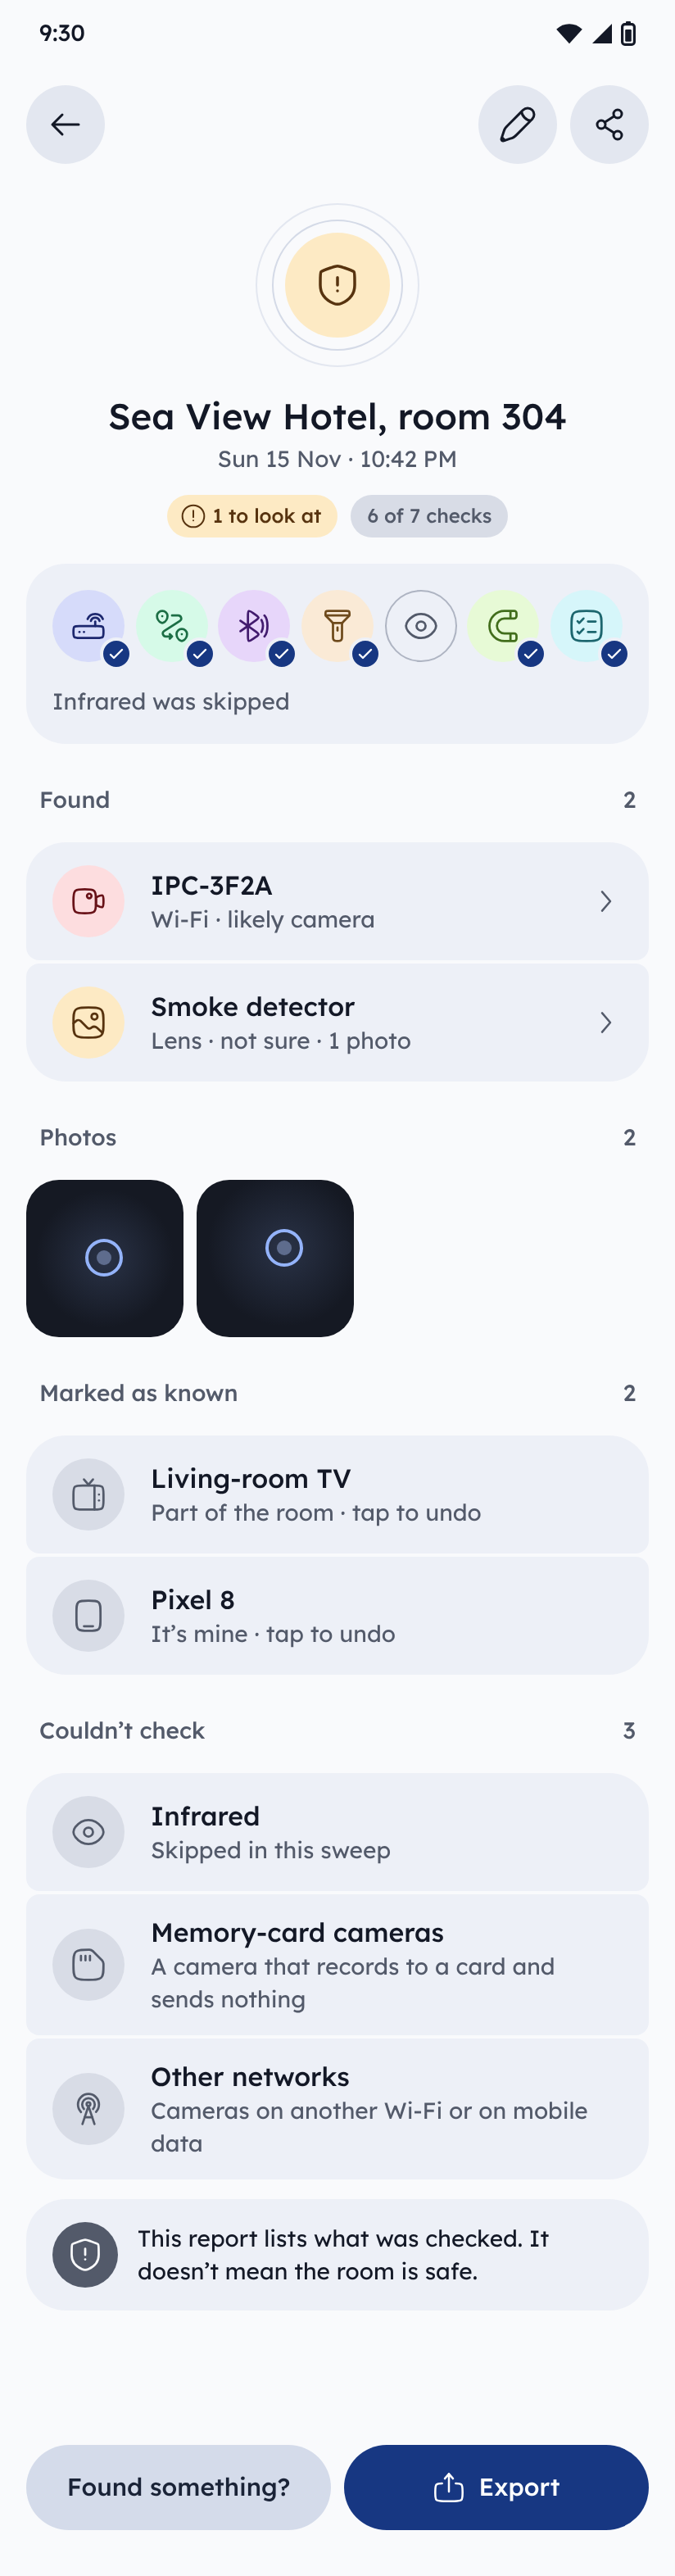 9:30
Sea View Hotel, room 304
Sun 15 Nov · 10:42 PM
1 to look at
6 of 7 checks
Infrared was skipped
Found 2
IPC-3F2A
Wi-Fi · likely camera
Smoke detector
Lens · not sure · 1 photo
Photos 2
Marked as known 2
Living-room TV
Part of the room · tap to undo
Pixel 8
It’s mine · tap to undo
Couldn’t check 3
Infrared
Skipped in this sweep
Memory-card cameras
A camera that records to a card and
sends nothing
Other networks
Cameras on another Wi-Fi or on mobile
data
This report lists what was checked. It
doesn’t mean the room is safe.
Found something?
Export